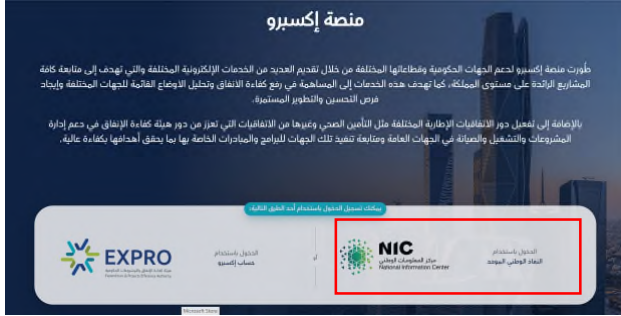 منصة إكسبرو
طُورت منصة إكسبرو لدعم الجهات الحكومية وقطاعاتها المختلفة من خلال تقديم العديد من الخدمات الإلكترونية المختلفة والتي تهدف إلى متابعة كافة
المشاريع الرائدة على مستوى المملكة، كما تهدف هذه الخدمات إلى المساهمة في رفع كفاءة الانفاق وتحليل الاوضاع القائمة للجهات المختلفة وإيجاد
فرص التحسين والتطوير المستمرة.
بالإضافة إلى تفعيل دور الاتفاقيات الإطارية المختلفة مثل التأمين الصحي وغيرها من الاتفاقيات التي تعزز من دور هيئة كفاءة الإنفاق في دعم إدارة
المشروعات والتشغيل والصيانة في الجهات العامة ومتابعة تنفيذ تلك الجهات للبرامج والمبادرات الخاصة بها بما يحقق أهدافها بكفاءة عالية.
يمكنك تسجيل الدخول باستخدام أحد الطرق التالية:
الدخول باستخدام
النفاذ الوطني الموحد
NIC
مركز المعلومات الوطني
National Information Center
أو
الدخول باستخدام
حساب إكسبرو
EXPRO
Microsoft Store